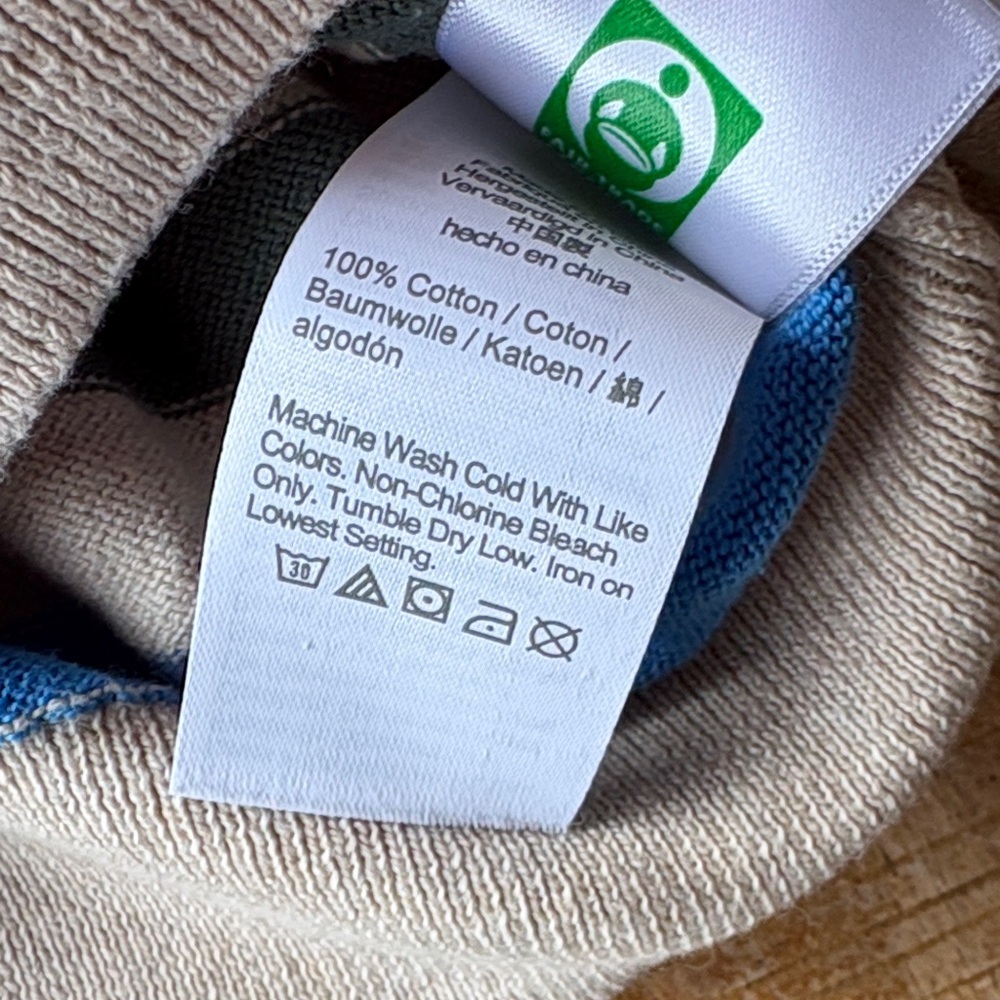 Vervaardigd in China
中国製
hecho en china
100% Cotton / Coton /
Baumwolle / Katoen / 綿 /
algodón
Machine Wash Cold With Like
Colors. Non-Chlorine Bleach
Only. Tumble Dry Low. Iron on
Lowest Setting.
30